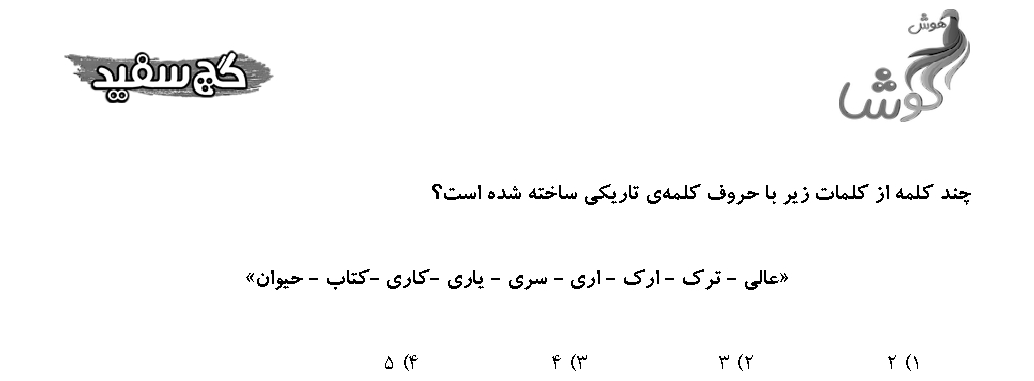 هوش
کوشا
گچ سفید
چند کلمه از کلمات زیر با حروف کلمه‌ی تاریکی ساخته شده است؟
«عالی - ترک - ارک - اری - سری - یاری -کاری -کتاب - حیوان»
۱) ۲ ۲) ۳ ۳) ۴ ۴) ۵